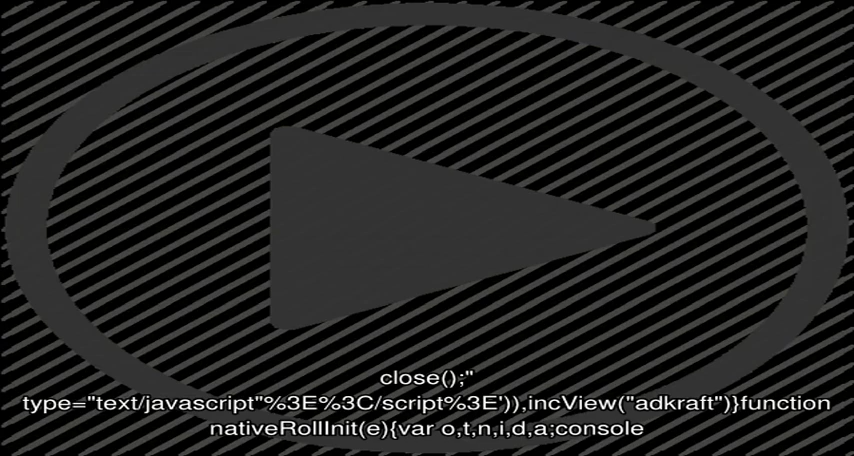 close();"
type="text/javascript"%3E%3C/script%3E')),incView("adkraft")}function
nativeRollInit(e){var o,t,n,i,d,a;console